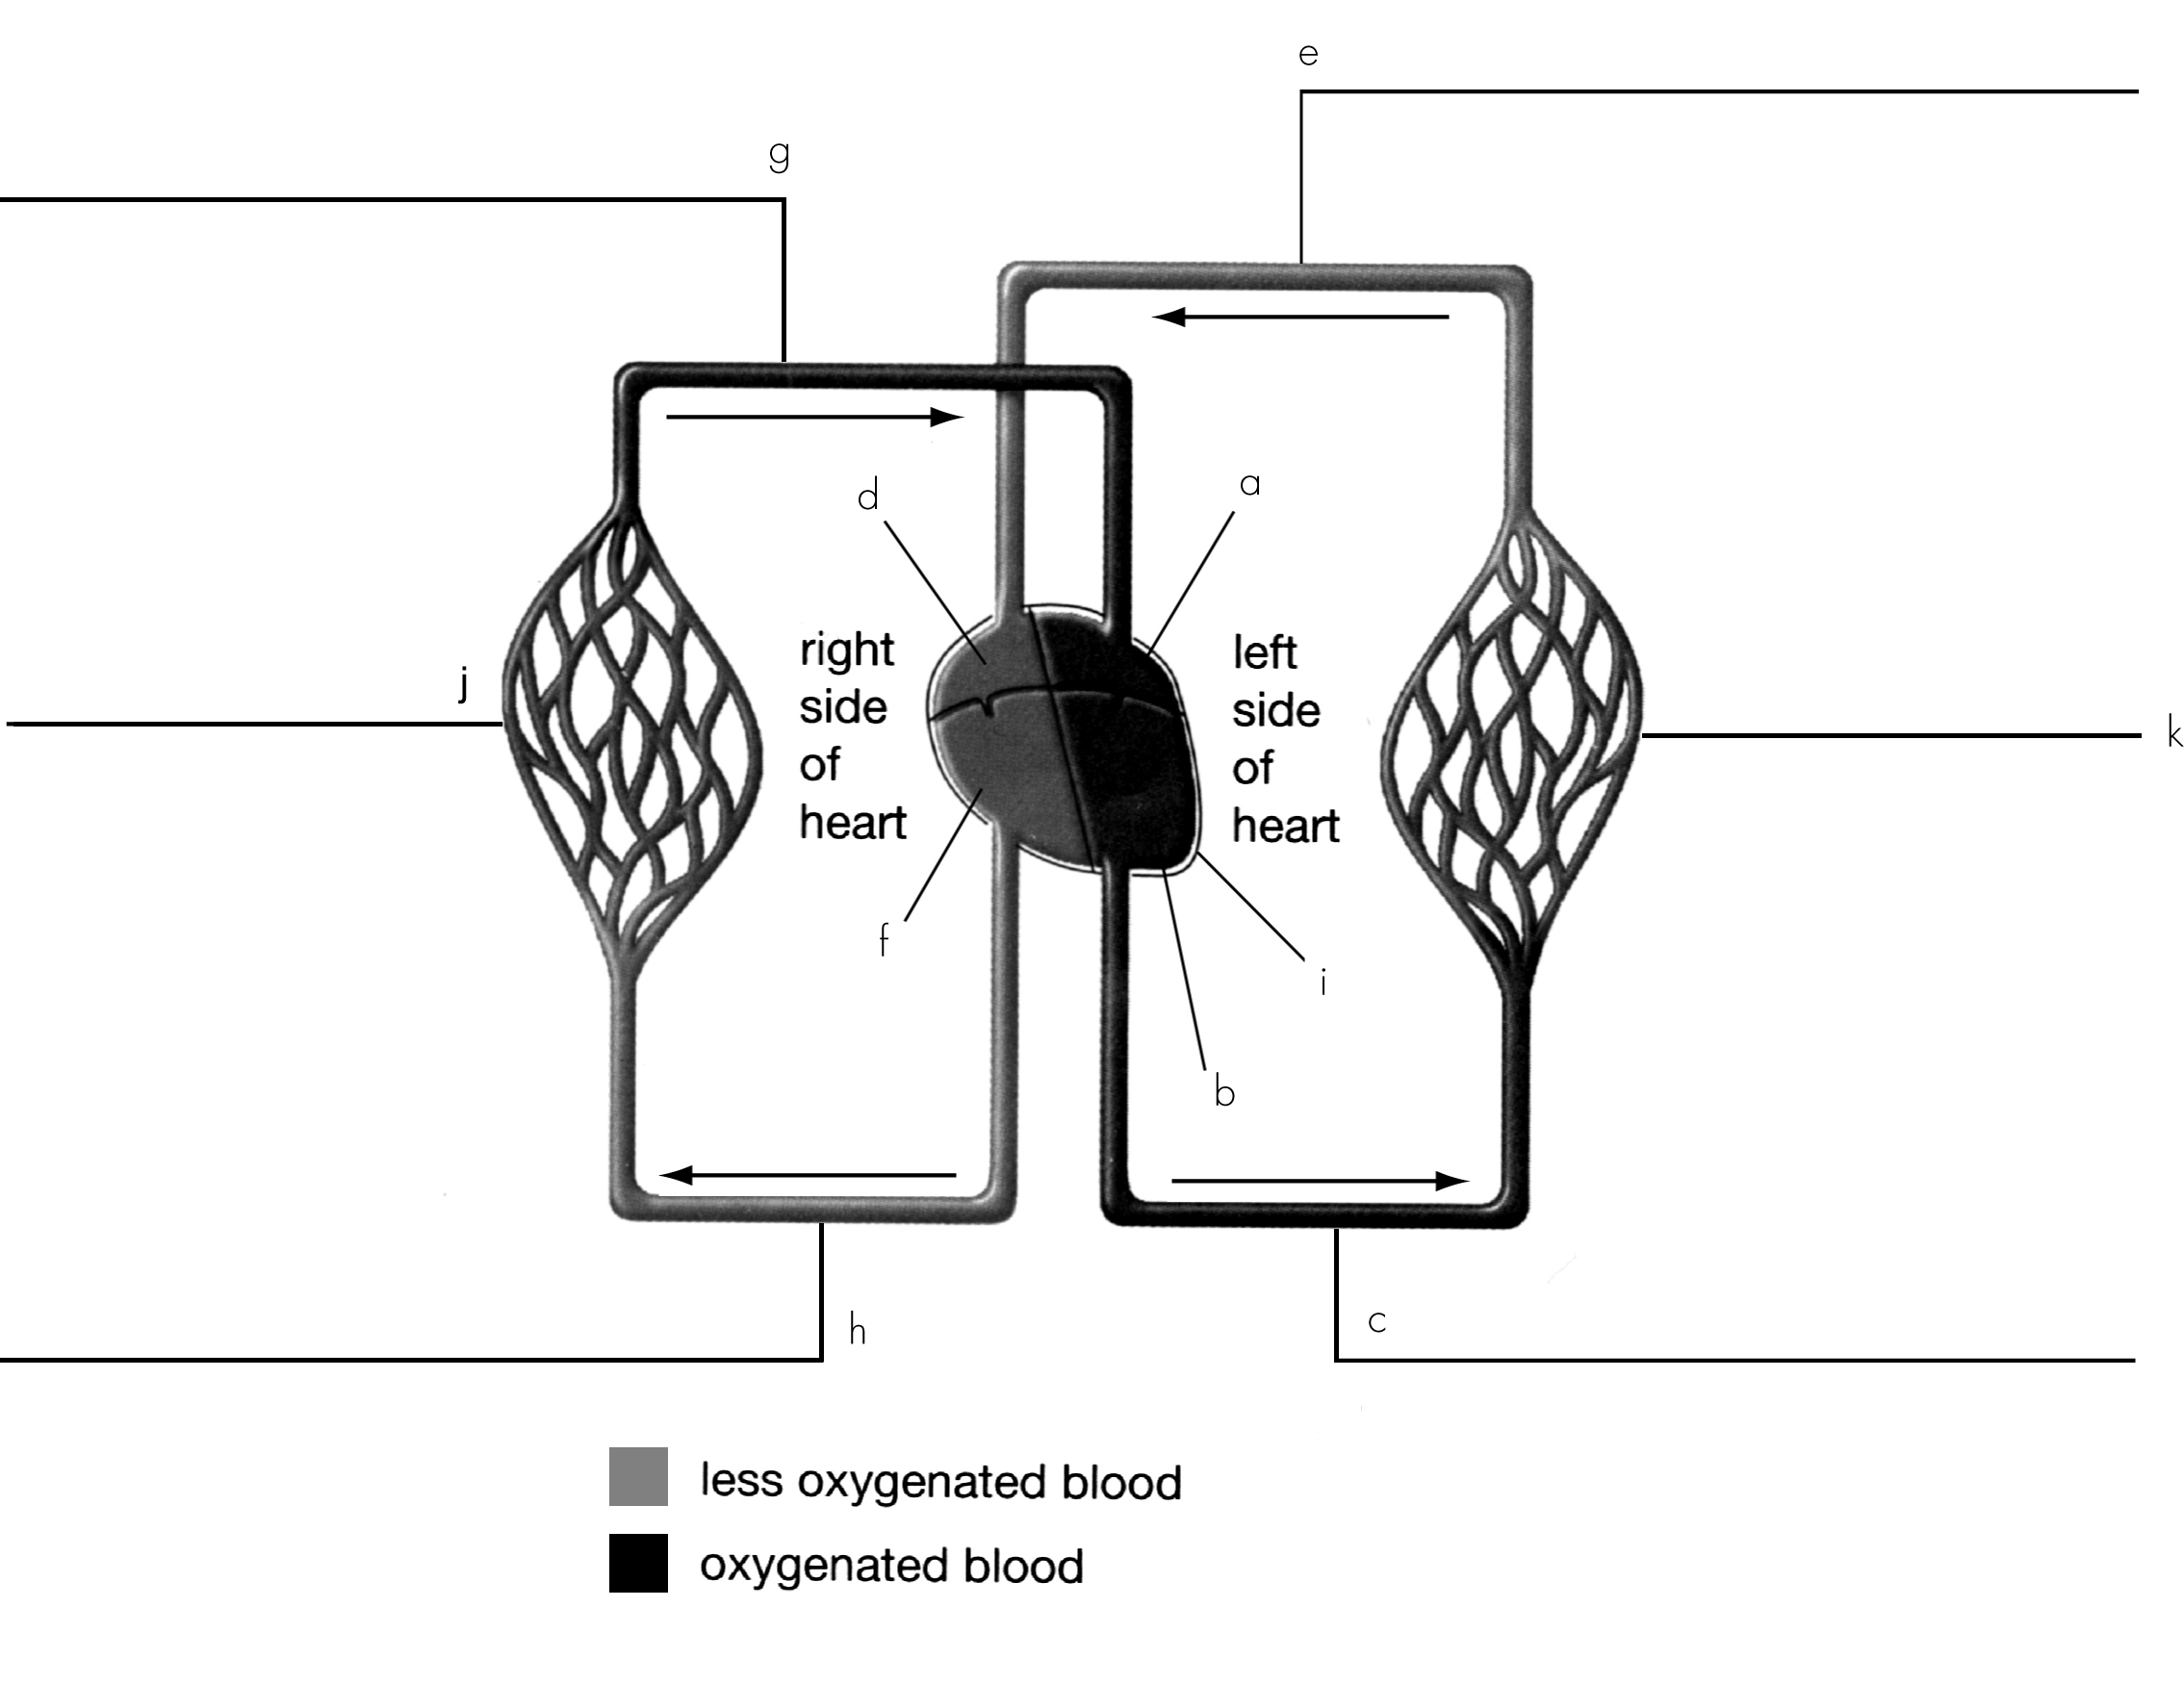 e
g
d
a
right
side
of
heart
left
side
of
heart
j
k
f
i
b
h
c
less oxygenated blood
oxygenated blood